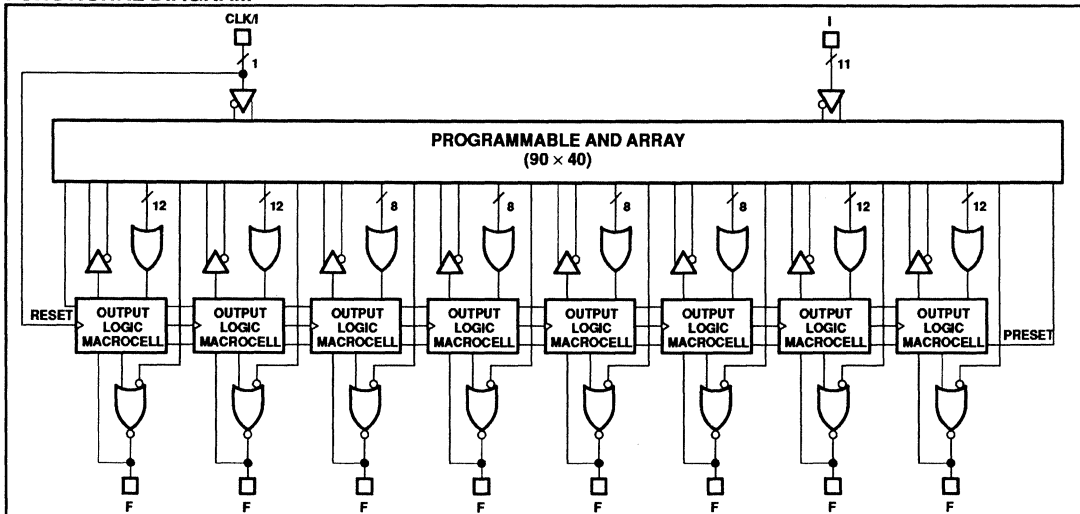 CLK/I
I
1
11
PROGRAMMABLE AND ARRAY
(90 × 40)
12
12
8
8
8
8
12
12
RESET
OUTPUT
LOGIC
MACROCELL
OUTPUT
LOGIC
MACROCELL
OUTPUT
LOGIC
MACROCELL
OUTPUT
LOGIC
MACROCELL
OUTPUT
LOGIC
MACROCELL
OUTPUT
LOGIC
MACROCELL
OUTPUT
LOGIC
MACROCELL
OUTPUT
LOGIC
MACROCELL
PRESET
F
F
F
F
F
F
F
F